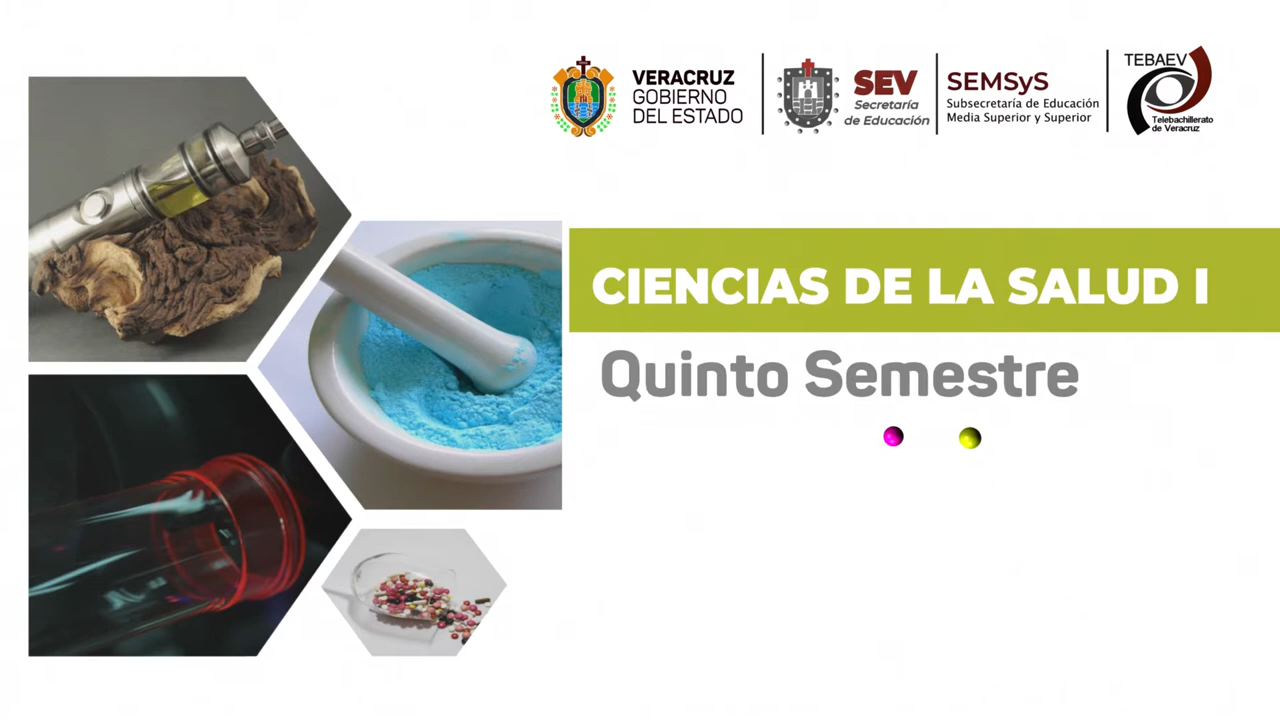 VERACRUZ
GOBIERNO
DEL ESTADO
SEV
Secretaría
de Educación
SEMSyS
Subsecretaría de Educación
Media Superior y Superior
TEBAEV
Telebachillerato
de Veracruz
CIENCIAS DE LA SALUD I
Quinto Semestre